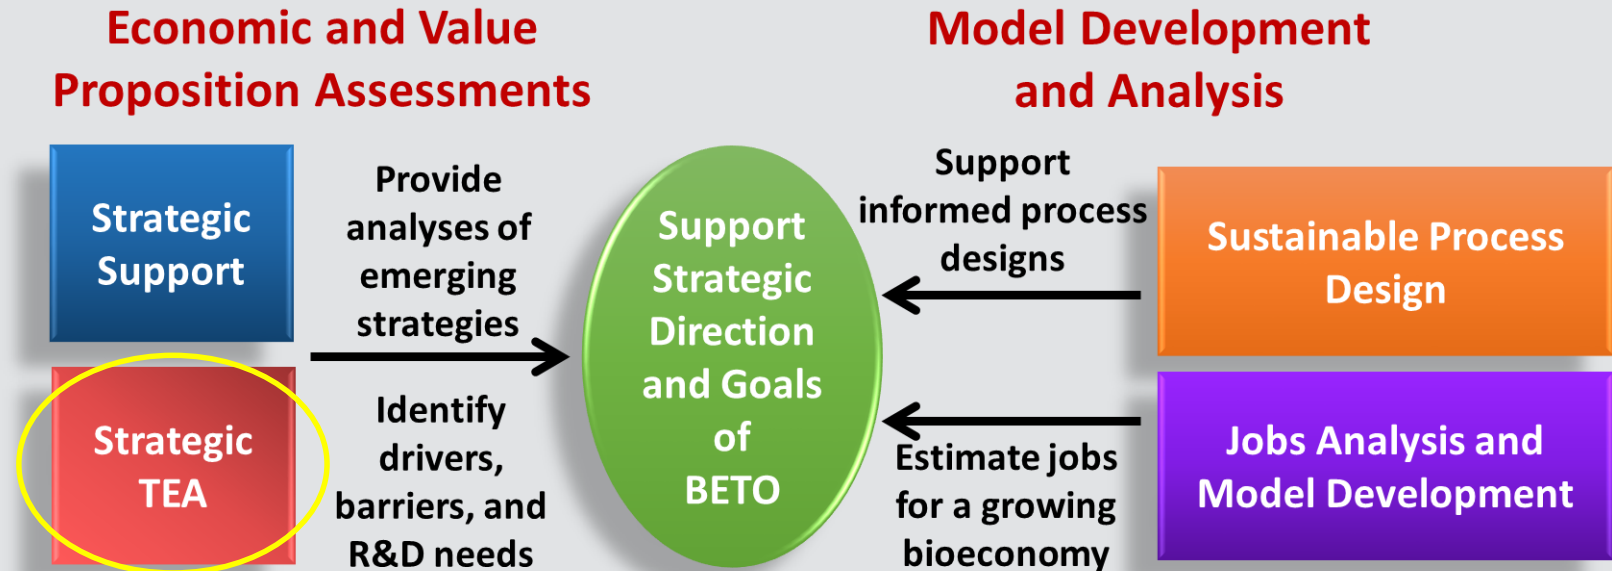 Economic and Value
Proposition Assessments
Model Development
and Analysis
Strategic
Support
Strategic
TEA
Provide
analyses of
emerging
strategies
Identify
drivers,
barriers, and
R&D needs
Support
Strategic
Direction
and Goals
of
BETO
Support
informed process
designs
Estimate jobs
for a growing
bioeconomy
Sustainable Process
Design
Jobs Analysis and
Model Development